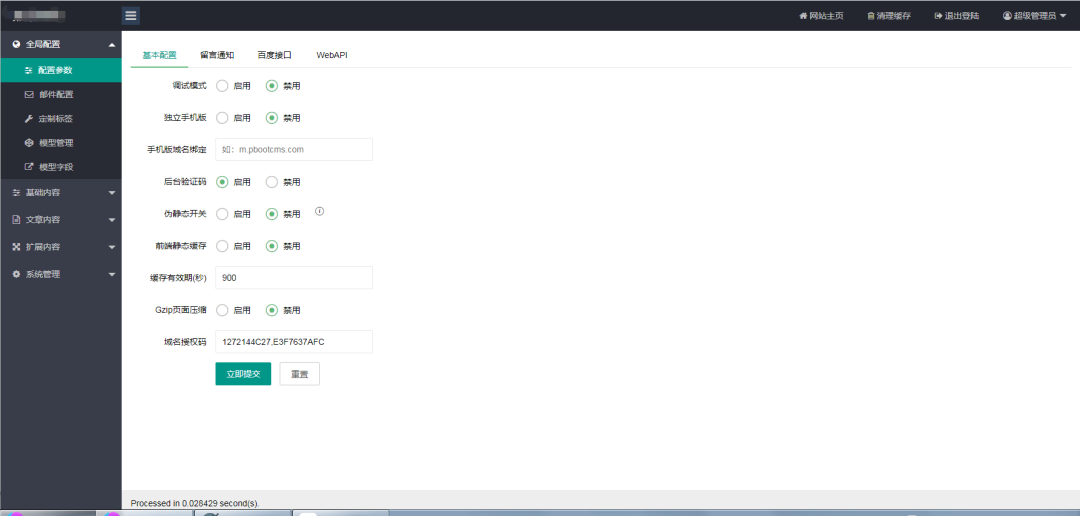 网站主页 清理缓存 退出登陆 超级管理员
全局配置
配置参数
邮件配置
定制标签
模型管理
模型字段
基础内容
文章内容
扩展内容
系统管理
基本配置 留言通知 百度接口 WebAPI
调试模式 启用 禁用
独立手机版 启用 禁用
手机版域名绑定 如：m.pbootcms.com
后台验证码 启用 禁用
伪静态开关 启用 禁用
前端静态缓存 启用 禁用
缓存有效期(秒) 900
Gzip页面压缩 启用 禁用
域名授权码 1272144C27,E3F7637AFC
立即提交 重置
Processed in 0.028429 second(s).